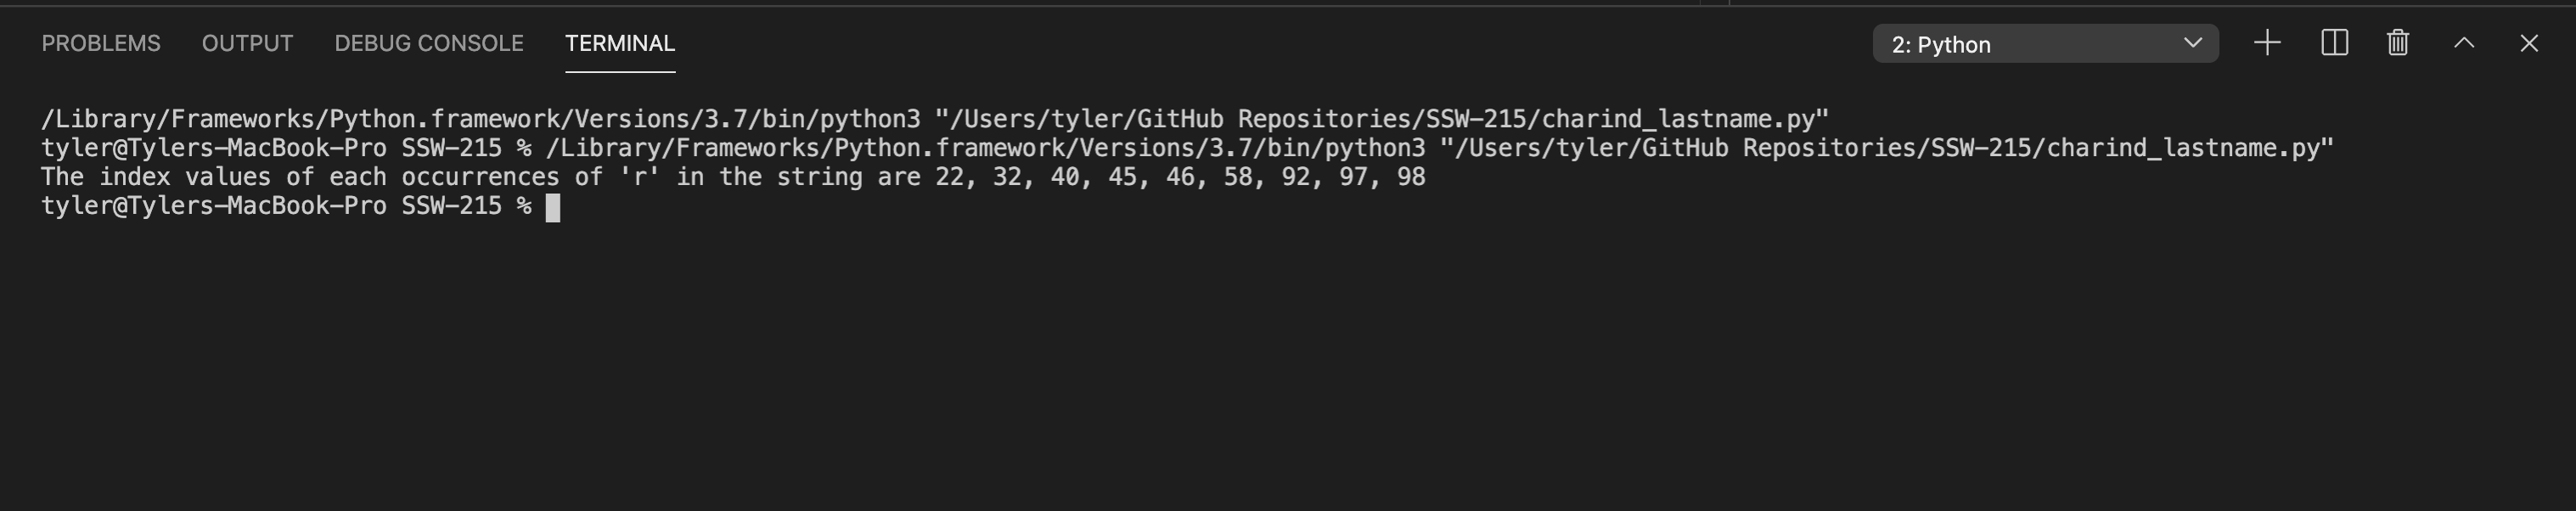 PROBLEMS OUTPUT DEBUG CONSOLE TERMINAL 2: Python
/Library/Frameworks/Python.framework/Versions/3.7/bin/python3 "/Users/tyler/GitHub Repositories/SSW-215/charind_lastname.py"
tyler@Tylers-MacBook-Pro SSW-215 % /Library/Frameworks/Python.framework/Versions/3.7/bin/python3 "/Users/tyler/GitHub Repositories/SSW-215/charind_lastname.py"
The index values of each occurrences of 'r' in the string are 22, 32, 40, 45, 46, 58, 92, 97, 98
tyler@Tylers-MacBook-Pro SSW-215 %